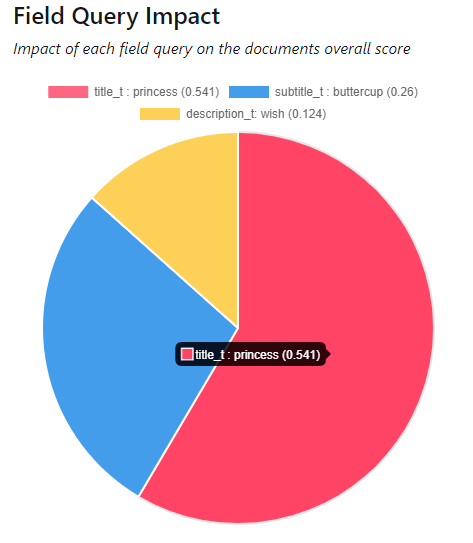 Field Query Impact
Impact of each field query on the documents overall score
title_t : princess (0.541) subtitle_t : buttercup (0.26)
description_t: wish (0.124)
title_t : princess (0.541)